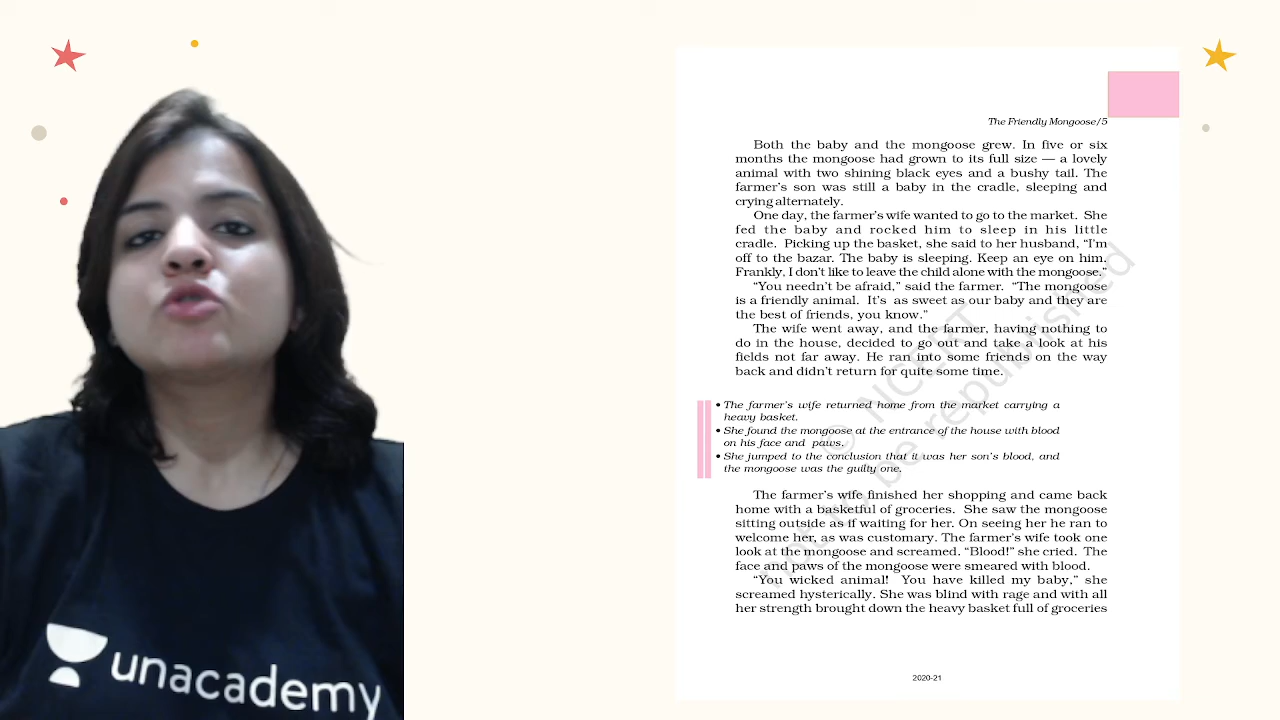 The Friendly Mongoose/5
Both the baby and the mongoose grew. In five or six
months the mongoose had grown to its full size — a lovely
animal with two shining black eyes and a bushy tail. The
farmer's son was still a baby in the cradle, sleeping and
crying alternately.
One day, the farmer's wife wanted to go to the market. She
fed the baby and rocked him to sleep in his little
cradle. Picking up the basket, she said to her husband, “I'm
off to the bazar. The baby is sleeping. Keep an eye on him.
Frankly, I don't like to leave the child alone with the mongoose.”
“You needn't be afraid,” said the farmer. “The mongoose
is a friendly animal. It's as sweet as our baby and they are
the best of friends, you know.”
The wife went away, and the farmer, having nothing to
do in the house, decided to go out and take a look at his
fields not far away. He ran into some friends on the way
back and didn't return for quite some time.
• The farmer's wife returned home from the market carrying a
heavy basket.
• She found the mongoose at the entrance of the house with blood
on his face and paws.
• She jumped to the conclusion that it was her son's blood, and
the mongoose was the guilty one.
The farmer's wife finished her shopping and came back
home with a basketful of groceries. She saw the mongoose
sitting outside as if waiting for her. On seeing her he ran to
welcome her, as was customary. The farmer's wife took one
look at the mongoose and screamed. “Blood!” she cried. The
face and paws of the mongoose were smeared with blood.
“You wicked animal! You have killed my baby,” she
screamed hysterically. She was blind with rage and with all
her strength brought down the heavy basket full of groceries
2020-21
© NCERT
be republished
unacademy